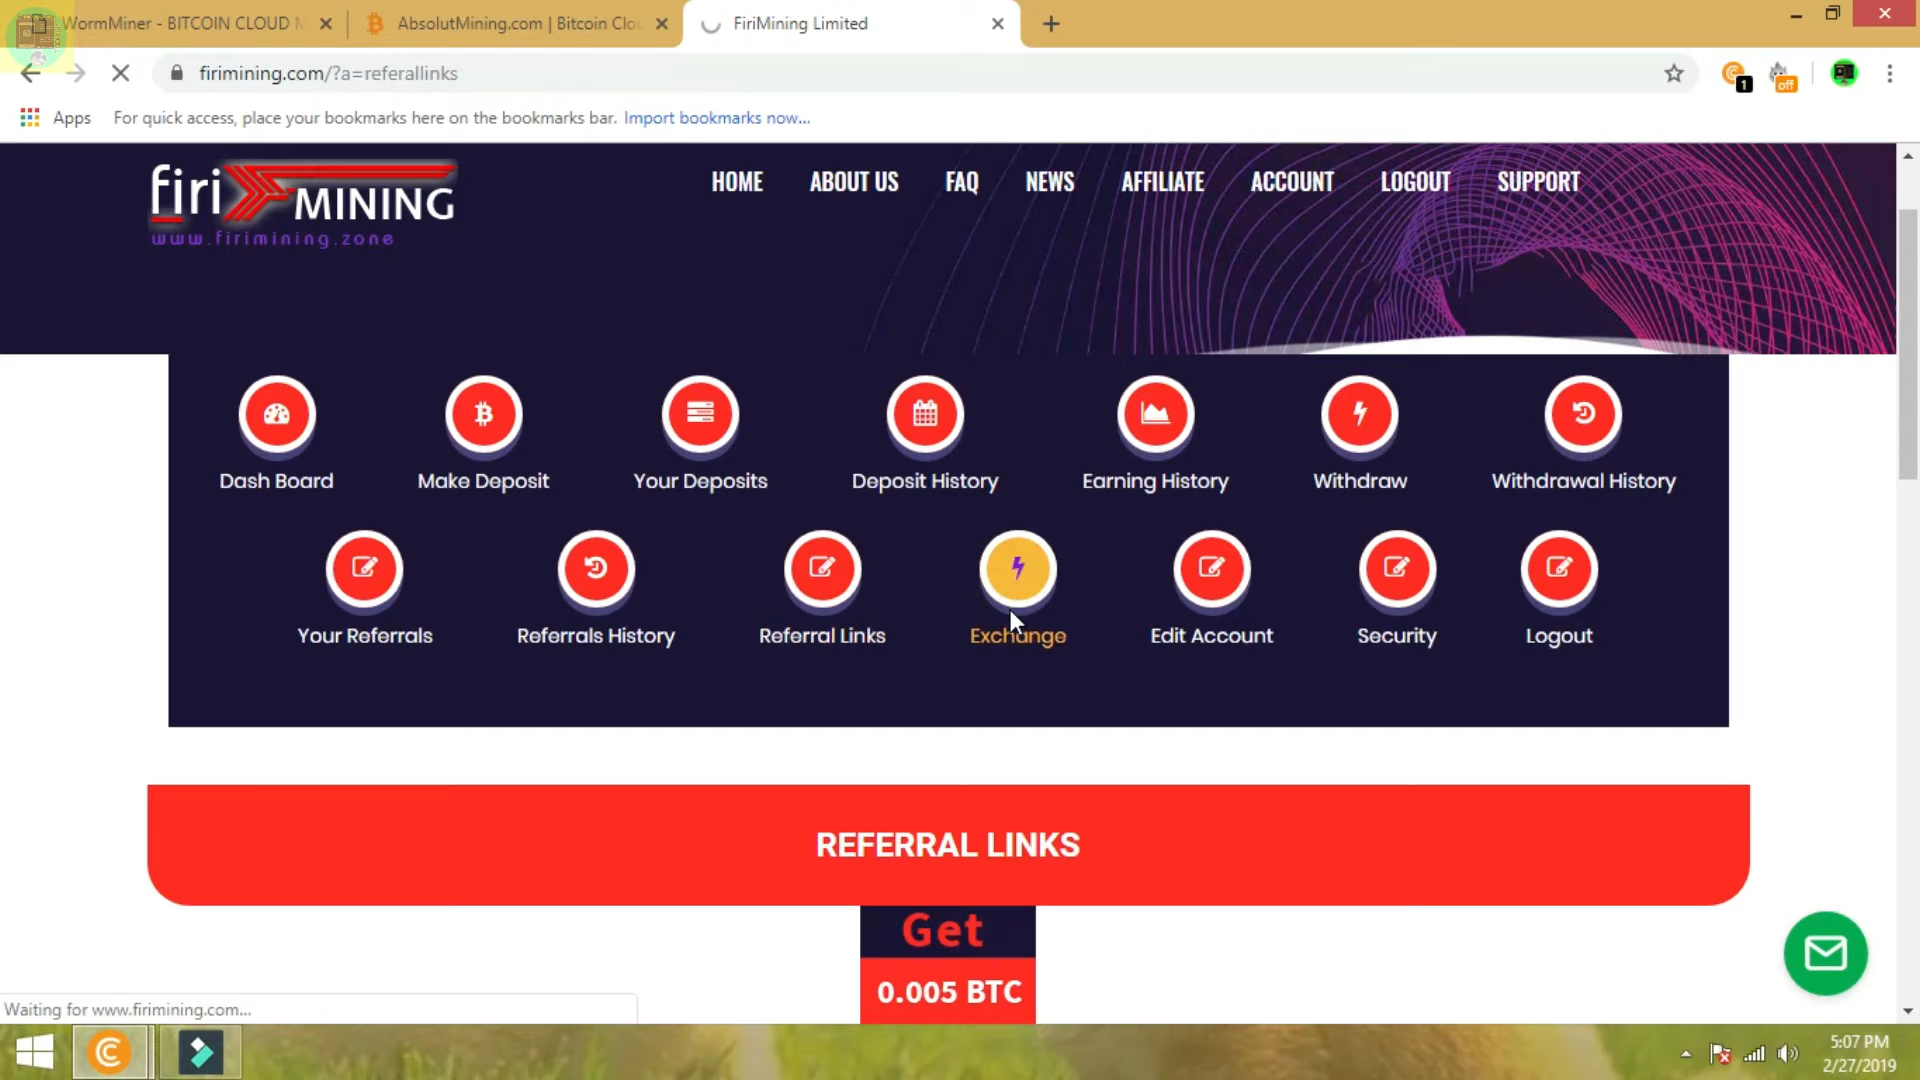 WormMiner - BITCOIN CLOUD M
AbsolutMining.com | Bitcoin Clou
FiriMining Limited
firimining.com/?a=referallinks
1
off
Apps
For quick access, place your bookmarks here on the bookmarks bar. Import bookmarks now...
firi MINING
www.firimining.zone
HOME ABOUT US FAQ NEWS AFFILIATE ACCOUNT LOGOUT SUPPORT
Dash Board Make Deposit Your Deposits Deposit History Earning History Withdraw Withdrawal History
Your Referrals Referrals History Referral Links Exchange Edit Account Security Logout
REFERRAL LINKS
Get
0.005 BTC
Waiting for www.firimining.com...
5:07 PM
2/27/2019